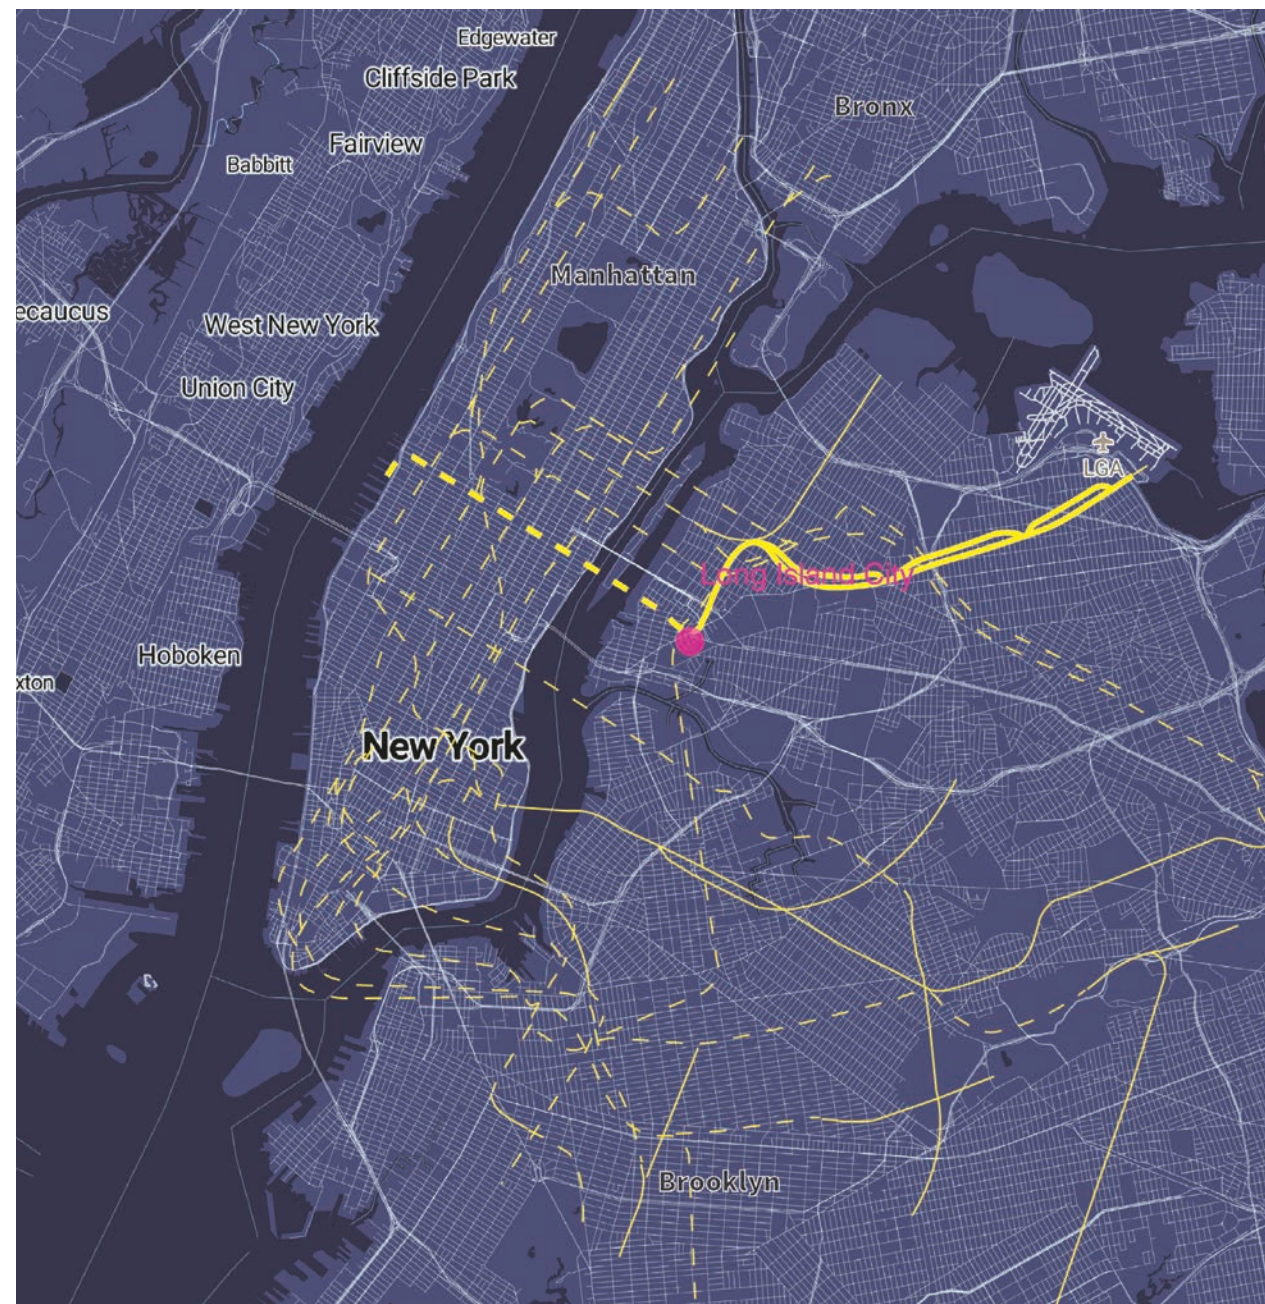 Edgewater
Cliffside Park
Bronx
Fairview
Babbitt
Manhattan
ecaucus
West New York
Union City
LGA
Long Island City
Hoboken
xton
New York
Brooklyn